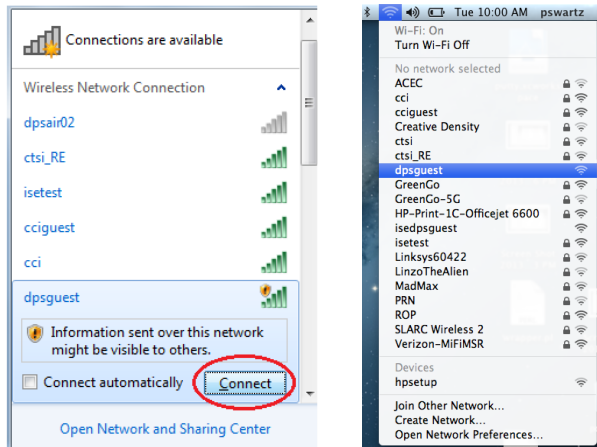 Connections are available
Wireless Network Connection
dpsair02
ctsi_RE
isetest
cciguest
cci
dpsguest
Information sent over this network
might be visible to others.
Connect automatically
Connect
Open Network and Sharing Center
Tue 10:00 AM pswartz
Wi-Fi: On
Turn Wi-Fi Off
No network selected
ACEC
cci
cciguest
Creative Density
ctsi
ctsi_RE
dpsguest
GreenGo
GreenGo-5G
HP-Print-1C-Officejet 6600
isedpsguest
isetest
Linksys60422
LinzoTheAlien
MadMax
PRN
ROP
SLARC Wireless 2
Verizon-MiFiMSR
Devices
hpsetup
Join Other Network...
Create Network...
Open Network Preferences...